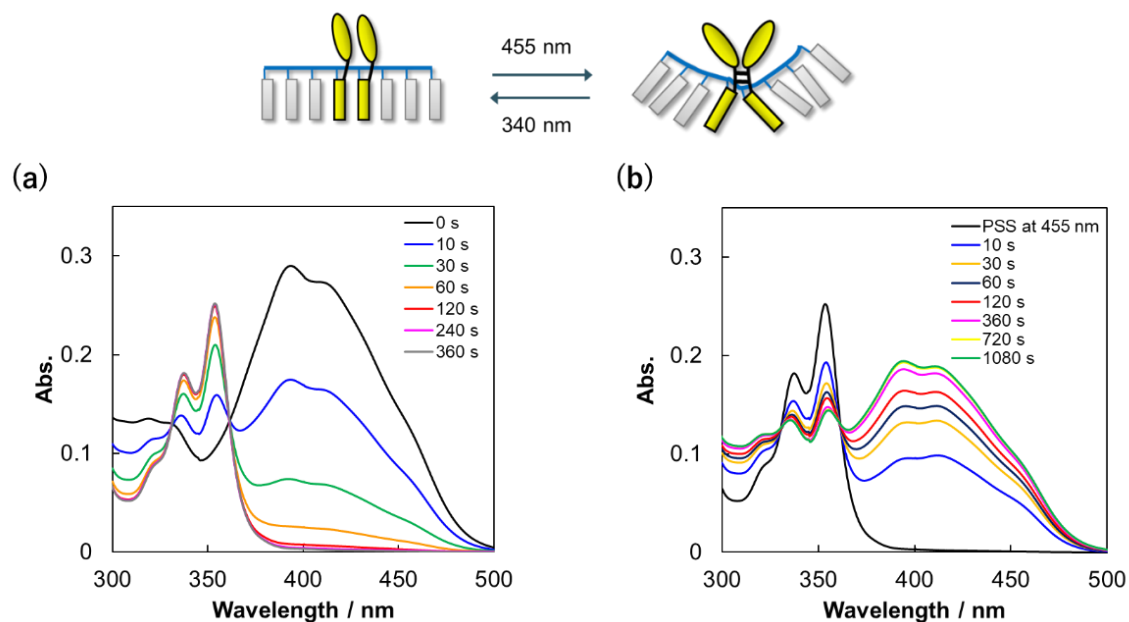 455 nm
340 nm
(a)
Abs.
0.3
0.2
0.1
0
0 s
10 s
30 s
60 s
120 s
240 s
360 s
300
350
400
450
500
Wavelength / nm
(b)
Abs.
0.3
0.2
0.1
0
PSS at 455 nm
10 s
30 s
60 s
120 s
360 s
720 s
1080 s
300
350
400
450
500
Wavelength / nm